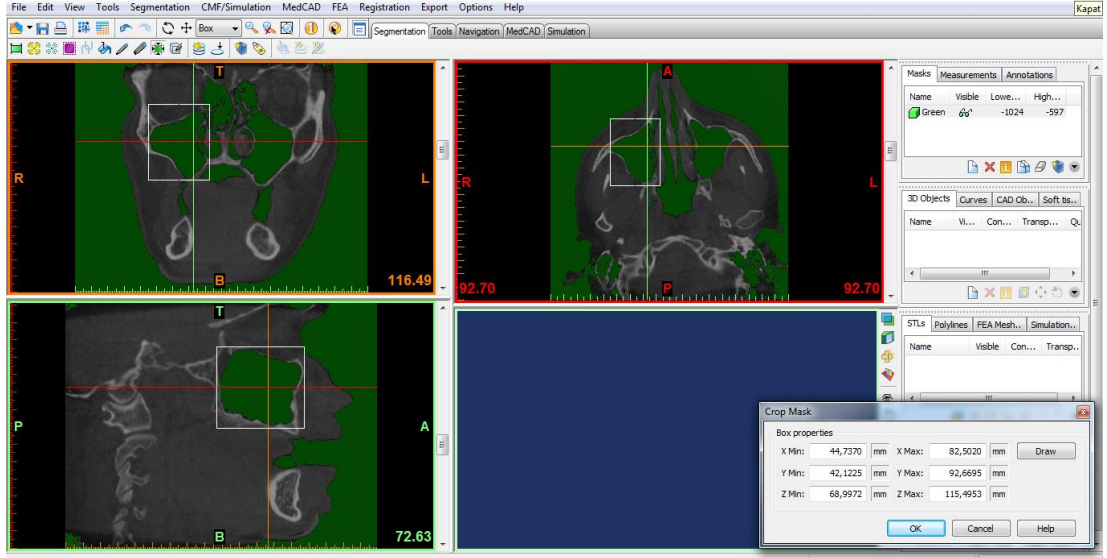 File Edit View Tools Segmentation CMF/Simulation MedCAD FEA Registration Export Options Help
Kapat
Box
Segmentation Tools Navigation MedCAD Simulation
T
R
L
B
116.49
A
R
L
P
-92.70
92.70
T
P
A
B
72.63
Masks Measurements Annotations
Name Visible Lowe... High...
Green -1024 -597
3D Objects Curves CAD Ob.. Soft tis..
Name Vi... Con... Transp... Qu
STLs Polylines FEA Mesh.. Simulation..
Name Visible Con... Transp..
Crop Mask
Box properties
X Min: 44,7370 mm X Max: 82,5020 mm Draw
Y Min: 42,1225 mm Y Max: 92,6695 mm
Z Min: 68,9972 mm Z Max: 115,4953 mm
OK Cancel Help